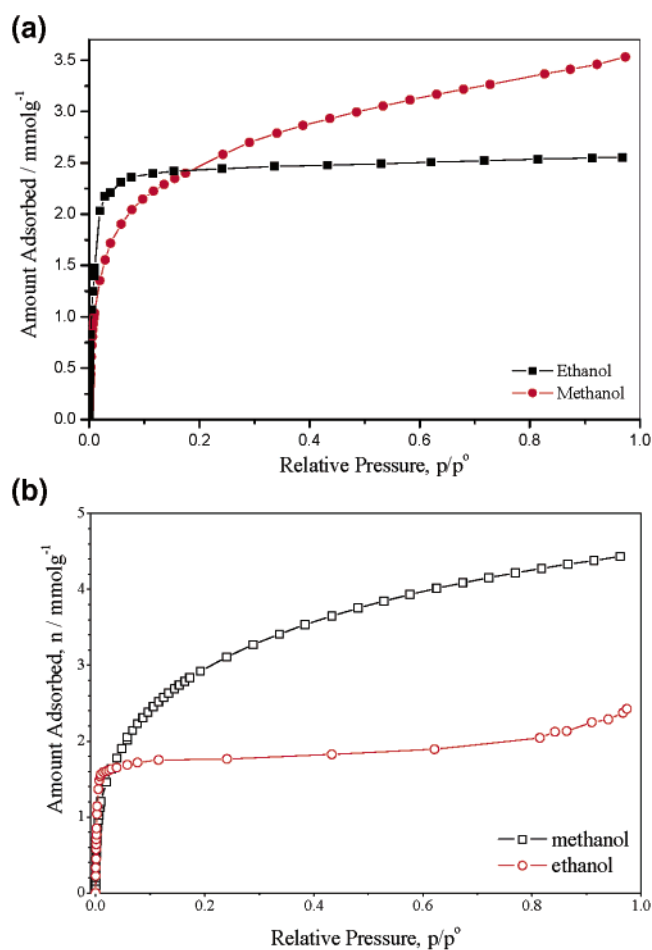 (a)
3.5
3.0
2.5
2.0
1.5
1.0
0.5
0.0
Amount Adsorbed / mmolg⁻¹
Ethanol
Methanol
0.0 0.2 0.4 0.6 0.8 1.0
Relative Pressure, p/pº
(b)
5
4
3
2
1
0
Amount Adsorbed, n / mmolg⁻¹
methanol
ethanol
0.0 0.2 0.4 0.6 0.8 1.0
Relative Pressure, p/pº